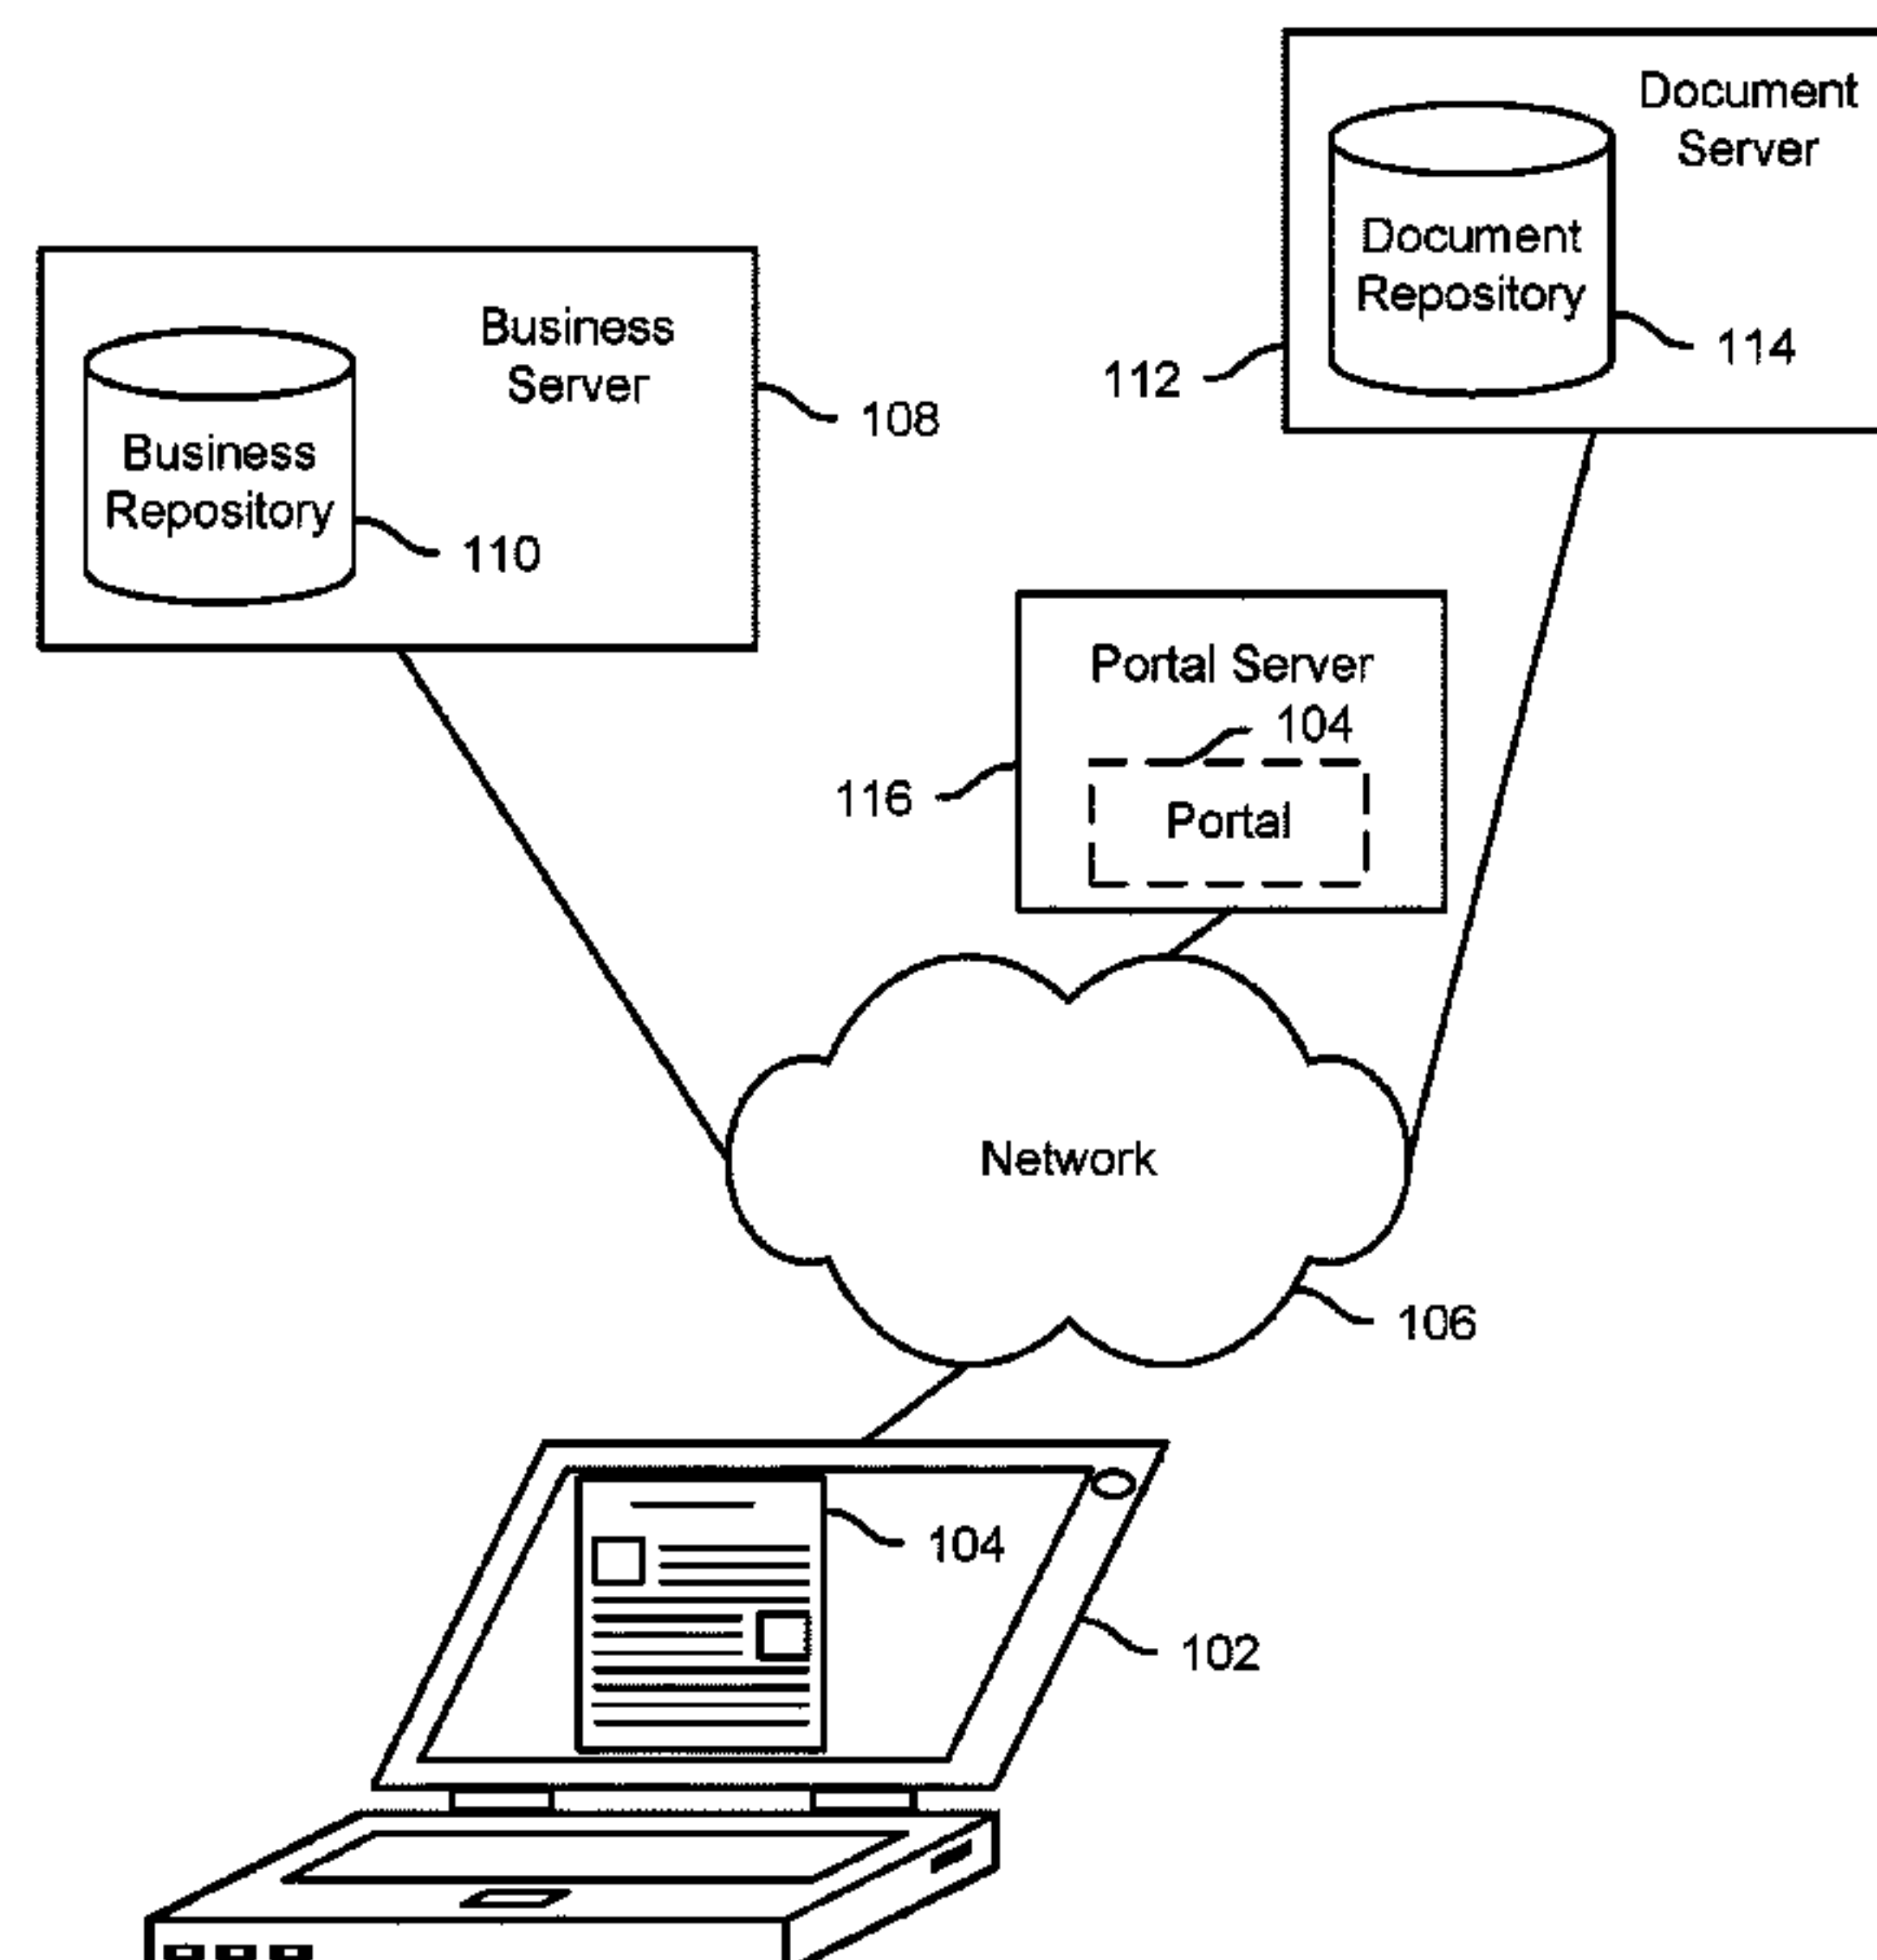 Document
Server
Document
Repository
114
112
Business
Server
108
Business
Repository
110
Portal Server
104
116
Portal
Network
106
104
102